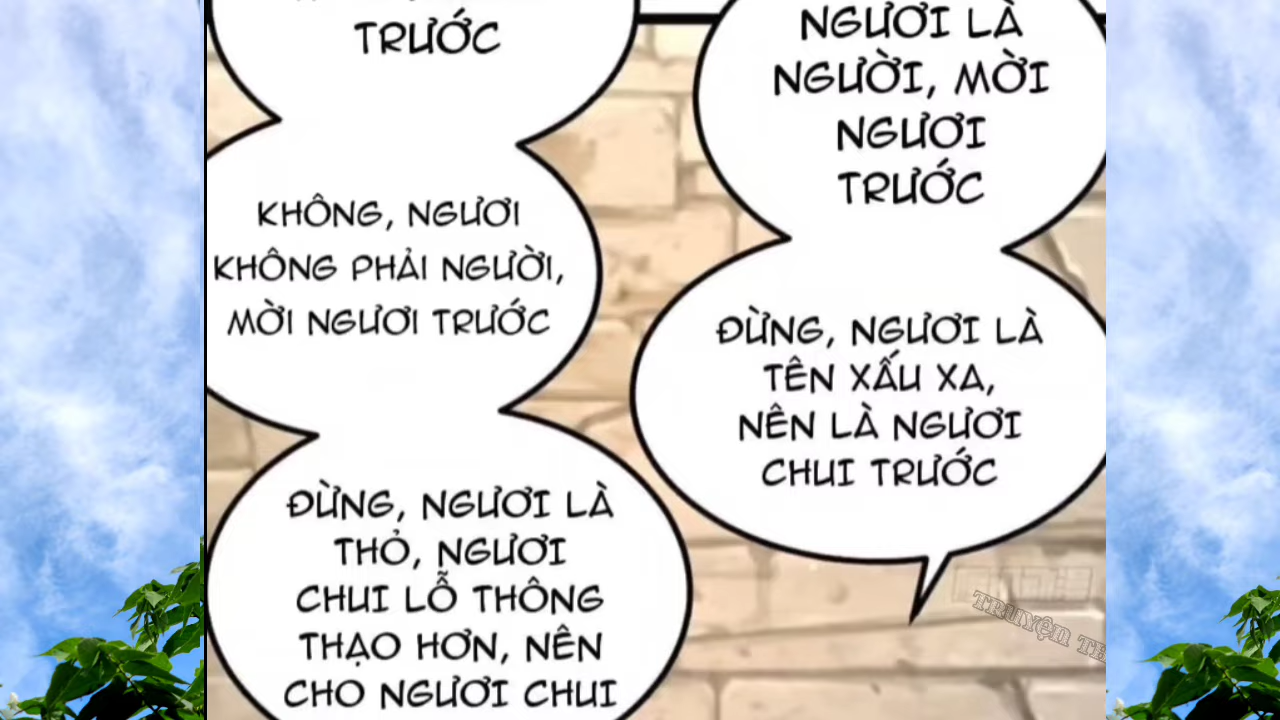 TRƯỚC
NGƯƠI LÀ
NGƯỜI, MỜI
NGƯƠI
TRƯỚC
KHÔNG, NGƯƠI
KHÔNG PHẢI NGƯỜI,
MỜI NGƯƠI TRƯỚC
ĐỪNG, NGƯƠI LÀ
TÊN XẤU XA,
NÊN LÀ NGƯƠI
CHUI TRƯỚC
ĐỪNG, NGƯƠI LÀ
THỎ, NGƯƠI
CHUI LỖ THÔNG
THẠO HƠN, NÊN
CHO NGƯƠI CHUI
TRUYỆN